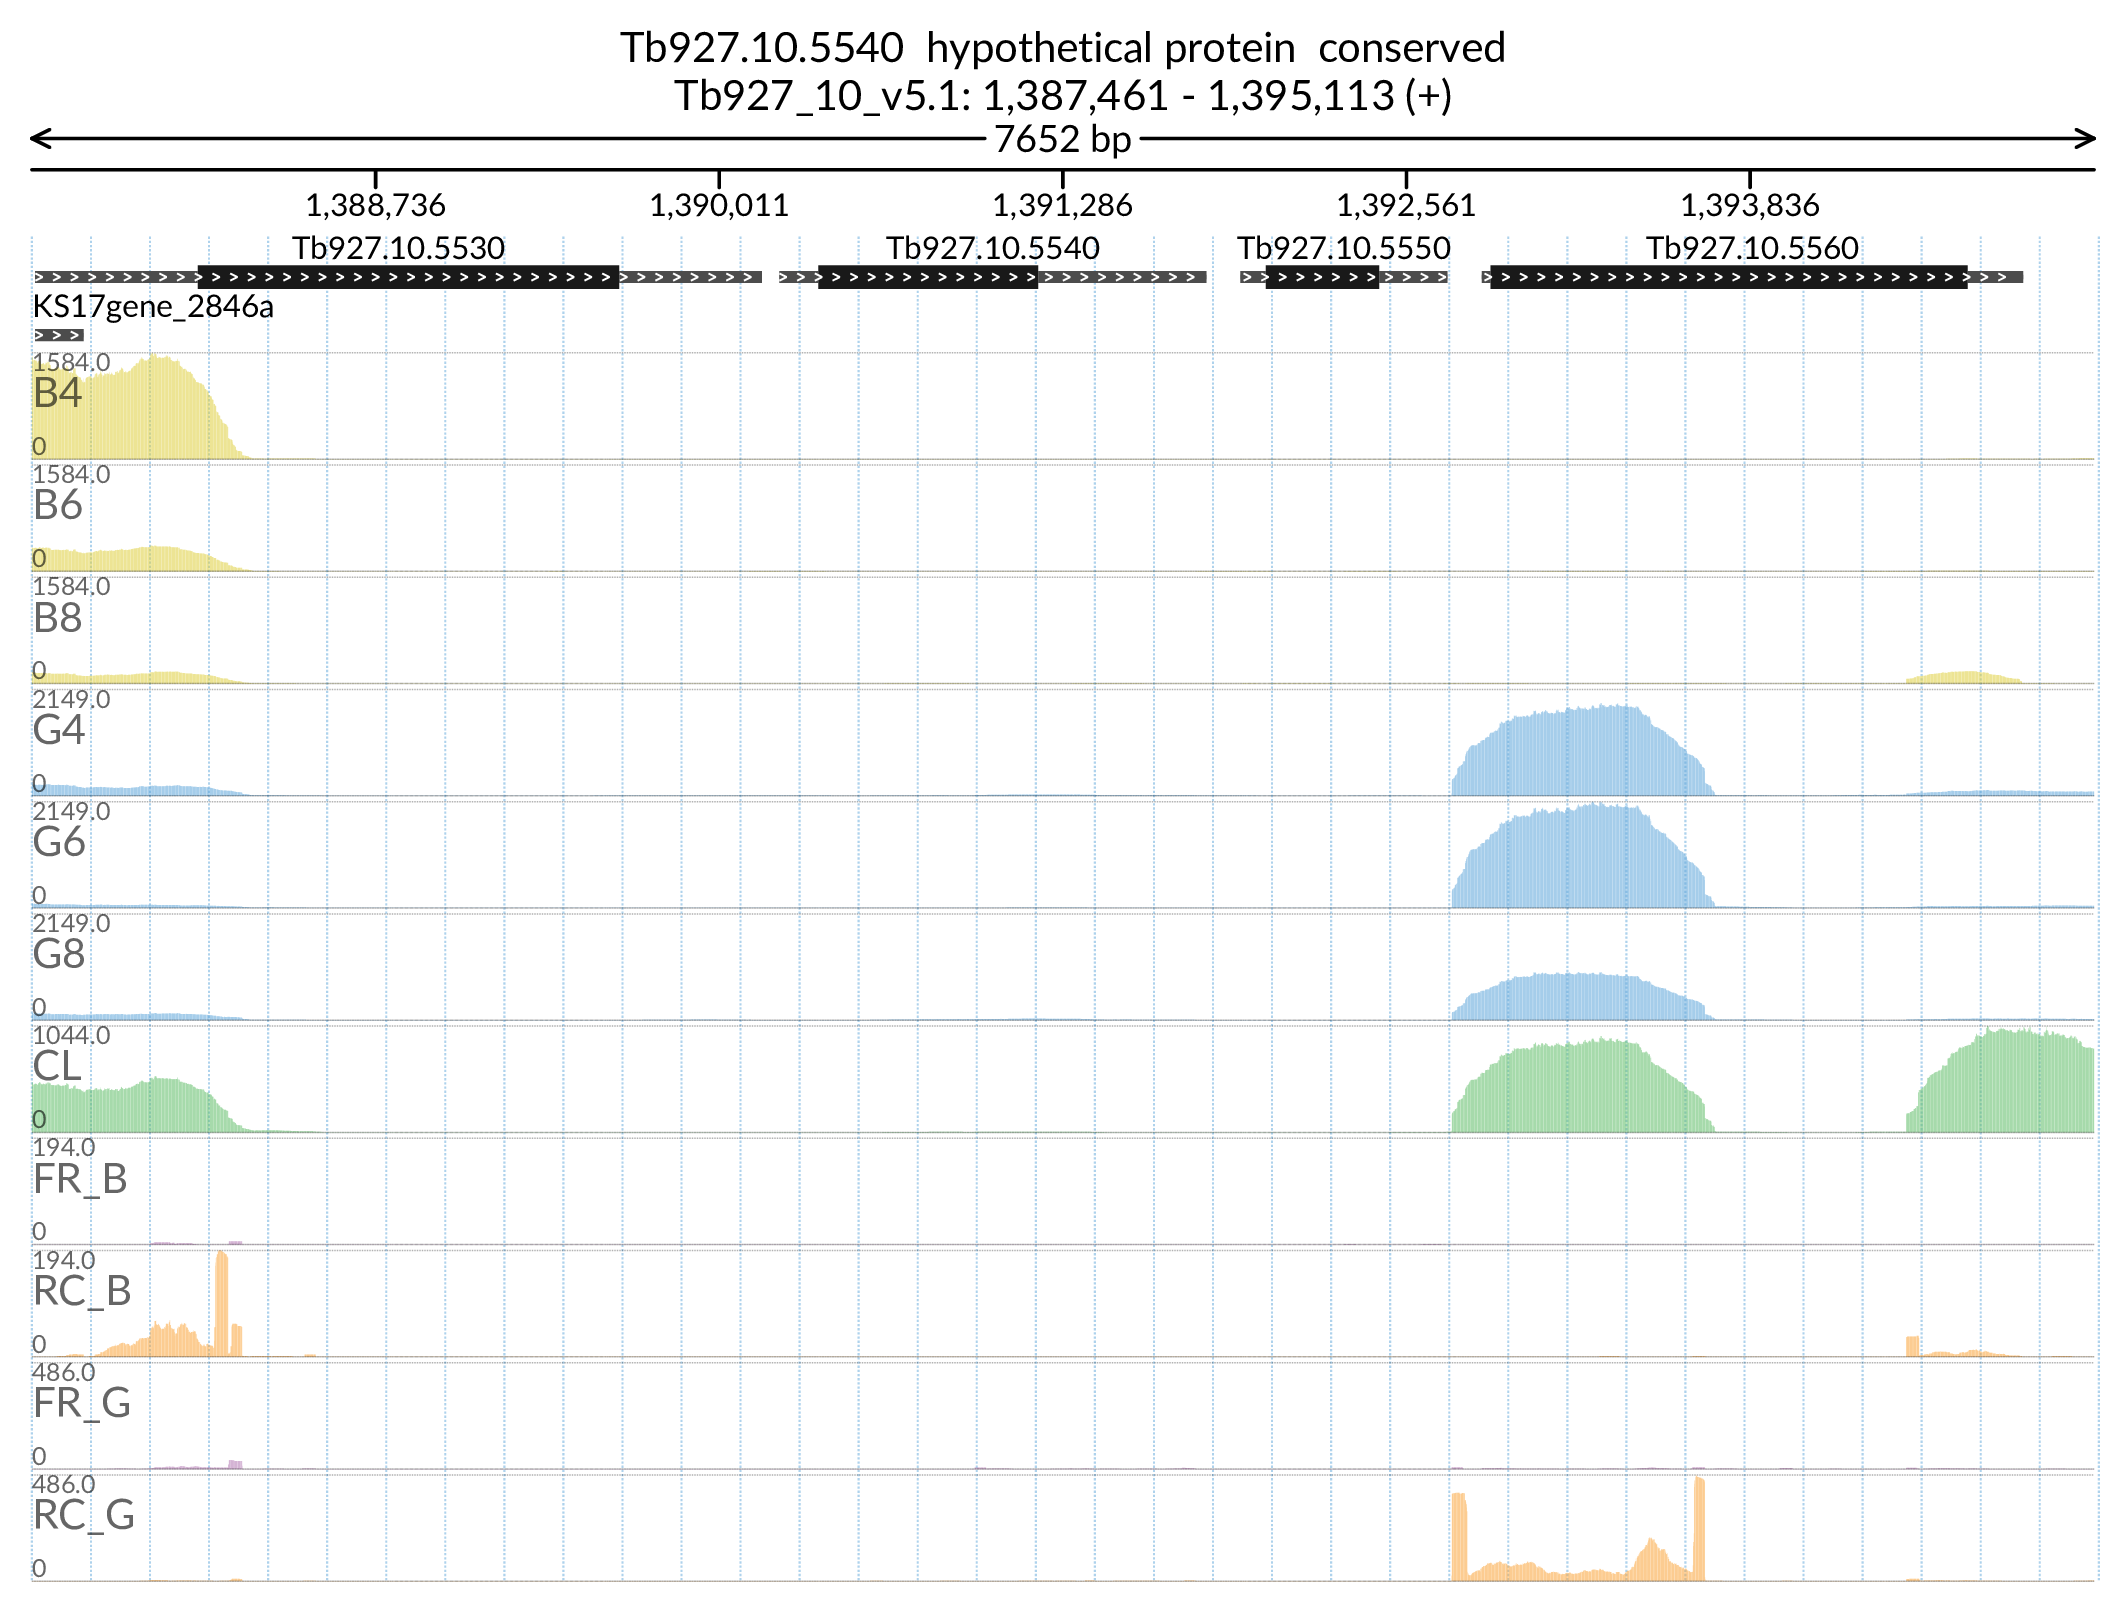 Tb927.10.5540  hypothetical protein  conserved
Tb927_10_v5.1: 1,387,461 - 1,395,113 (+)
7652 bp
1,388,736 1,390,011 1,391,286 1,392,561 1,393,836
Tb927.10.5530 Tb927.10.5540 Tb927.10.5550 Tb927.10.5560
KS17gene_2846a
1584.0
B4
0
1584.0
B6
0
1584.0
B8
0
2149.0
G4
0
2149.0
G6
0
2149.0
G8
0
1044.0
CL
0
194.0
FR_B
0
194.0
RC_B
0
486.0
FR_G
0
486.0
RC_G
0